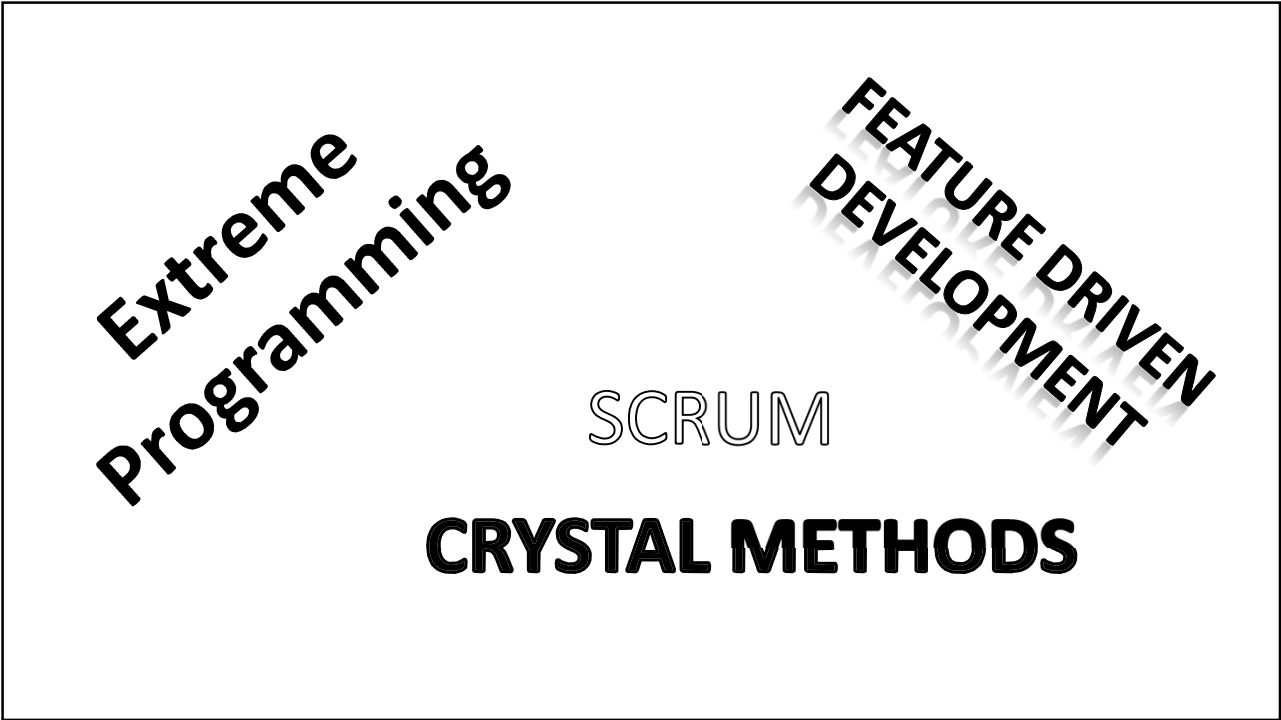 Extreme
Programming
FEATURE DRIVEN
DEVELOPMENT
SCRUM
CRYSTAL METHODS